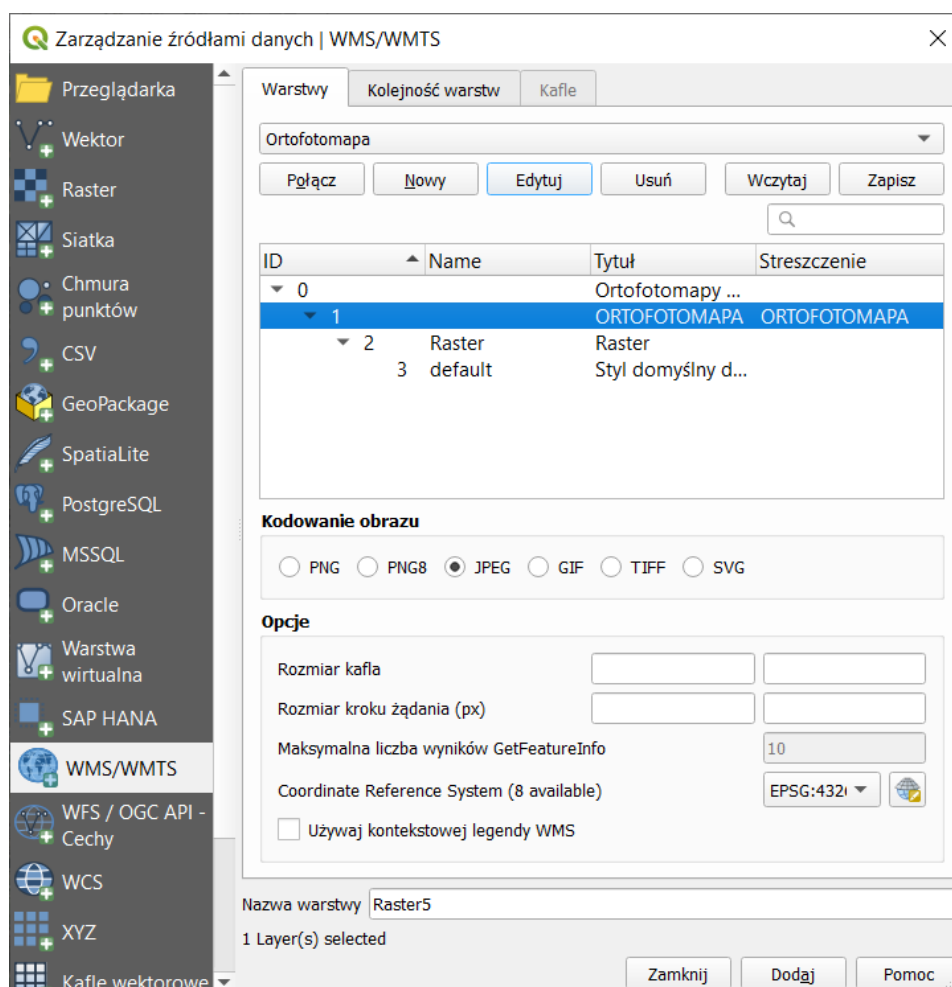 Zarządzanie źródłami danych | WMS/WMTS
Przeglądarka
Wektor
Raster
Siatka
Chmura
punktów
CSV
GeoPackage
SpatiaLite
PostgreSQL
MSSQL
Oracle
Warstwa
wirtualna
SAP HANA
WMS/WMTS
WFS / OGC API -
Cechy
WCS
XYZ
Kafle wektorowe
Warstwy Kolejność warstw Kafle
Ortofotomapa
Połącz Nowy Edytuj Usuń Wczytaj Zapisz
ID Name Tytuł Streszczenie
0 Ortofotomapy ...
1 ORTOFOTOMAPA ORTOFOTOMAPA
2 Raster Raster
3 default Styl domyślny d...
Kodowanie obrazu
PNG PNG8 JPEG GIF TIFF SVG
Opcje
Rozmiar kafla
Rozmiar kroku żądania (px)
Maksymalna liczba wyników GetFeatureInfo 10
Coordinate Reference System (8 available) EPSG:432
Używaj kontekstowej legendy WMS
Nazwa warstwy Raster5
1 Layer(s) selected
Zamknij Dodaj Pomoc